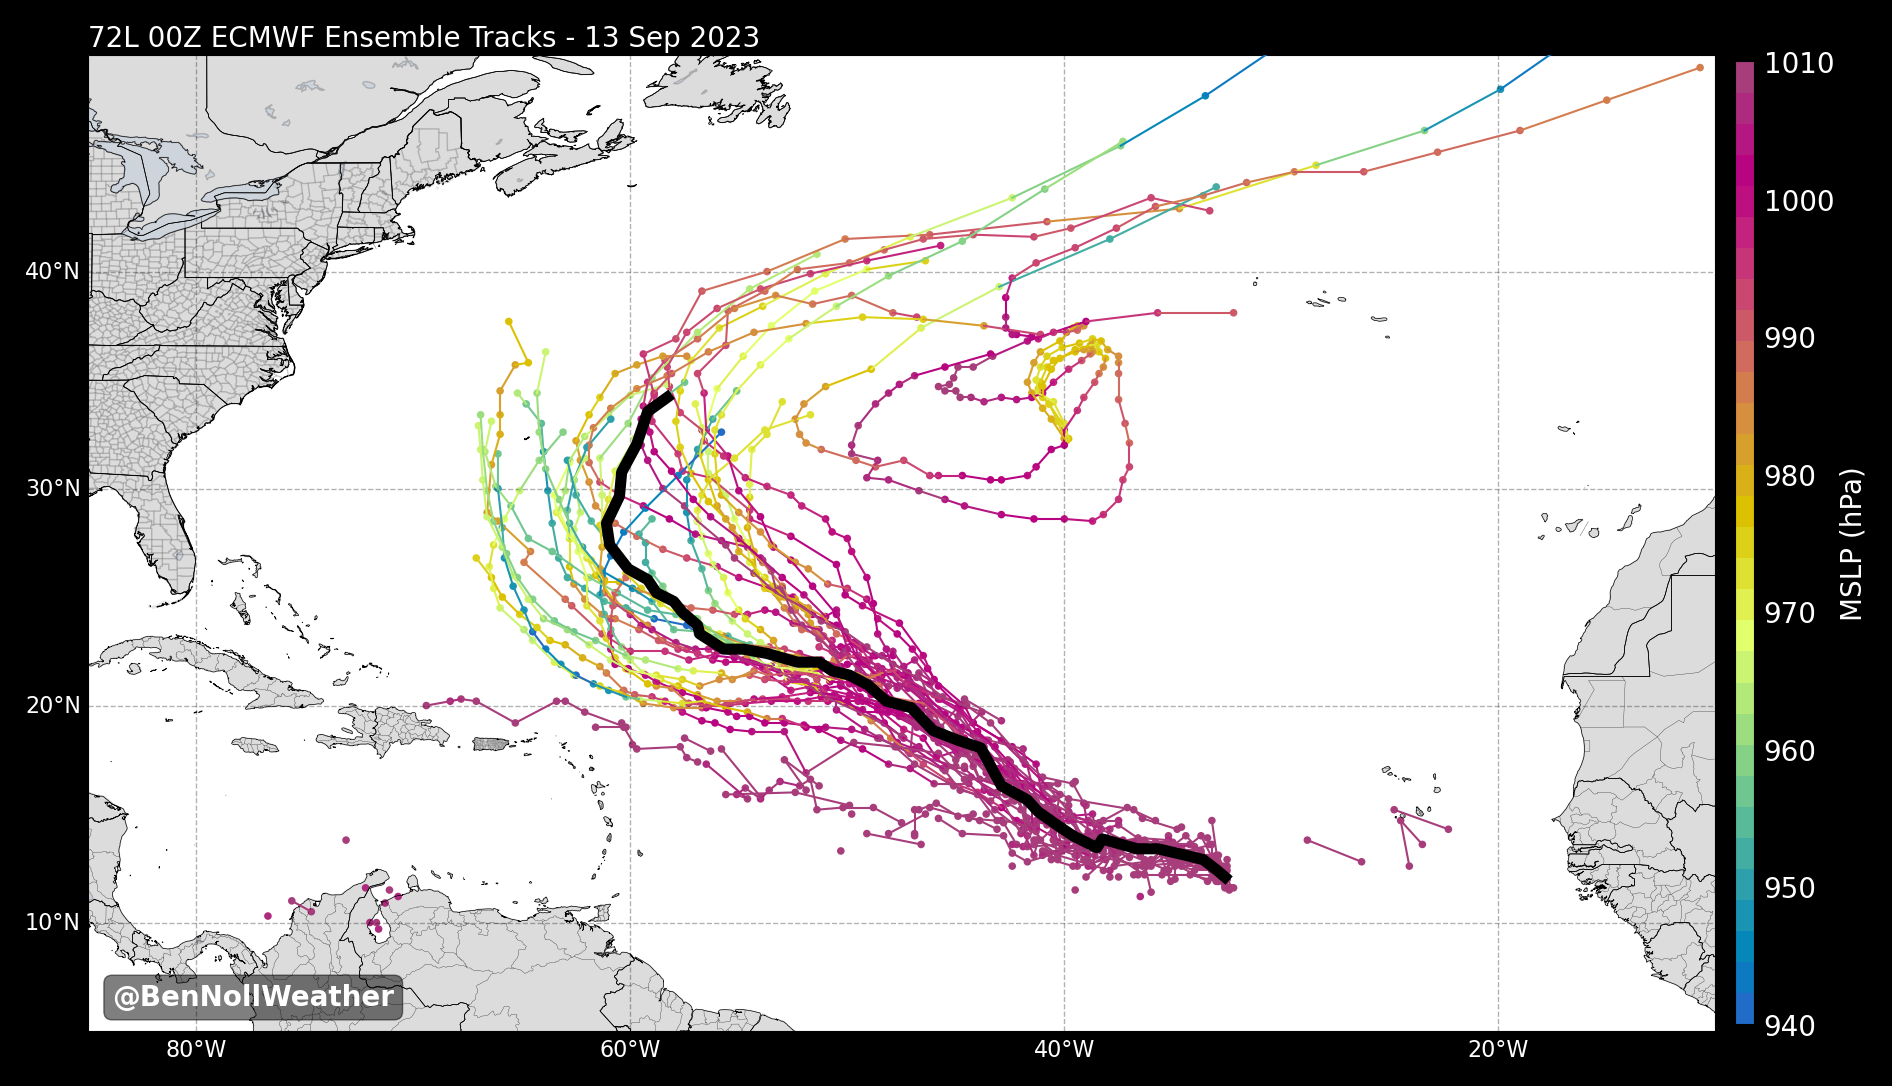 72L 00Z ECMWF Ensemble Tracks - 13 Sep 2023
1010
1000
990
980
970
960
950
940
MSLP (hPa)
40°N
30°N
20°N
10°N
80°W
60°W
40°W
20°W
@BenNollWeather